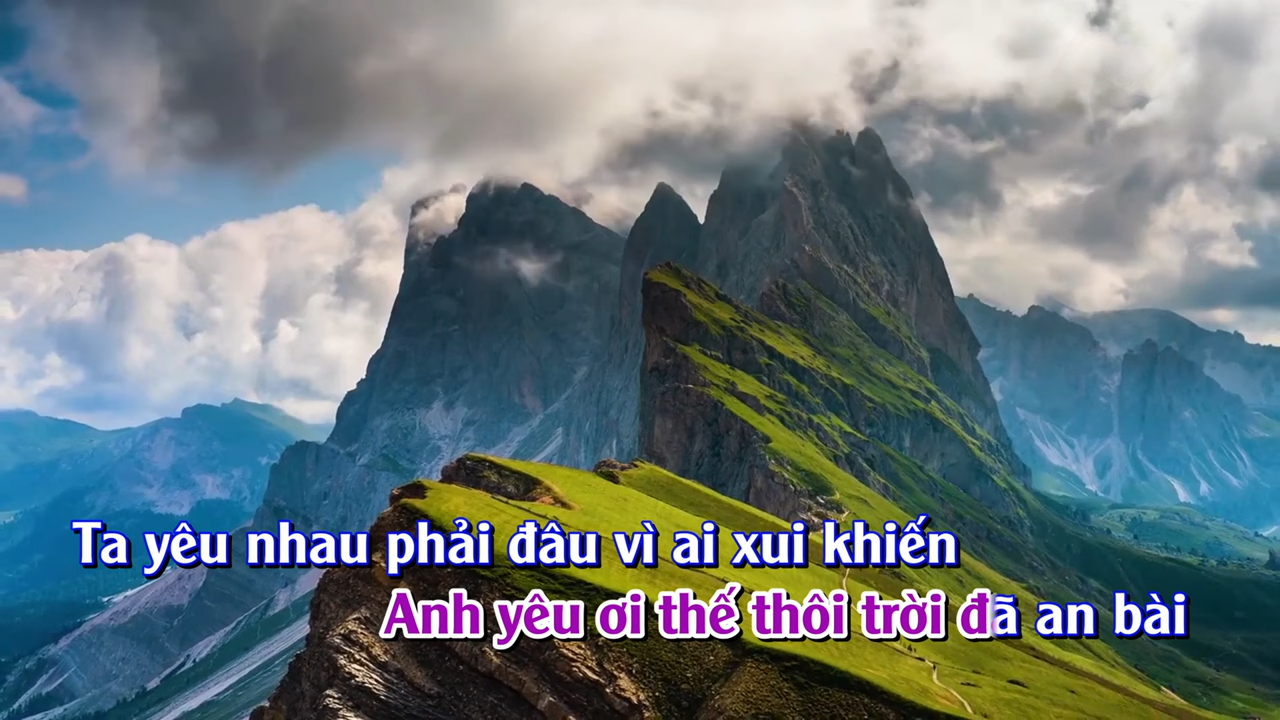 Ta yêu nhau phải đâu vì ai xui khiến
Anh yêu ơi thế thôi trời đã an bài